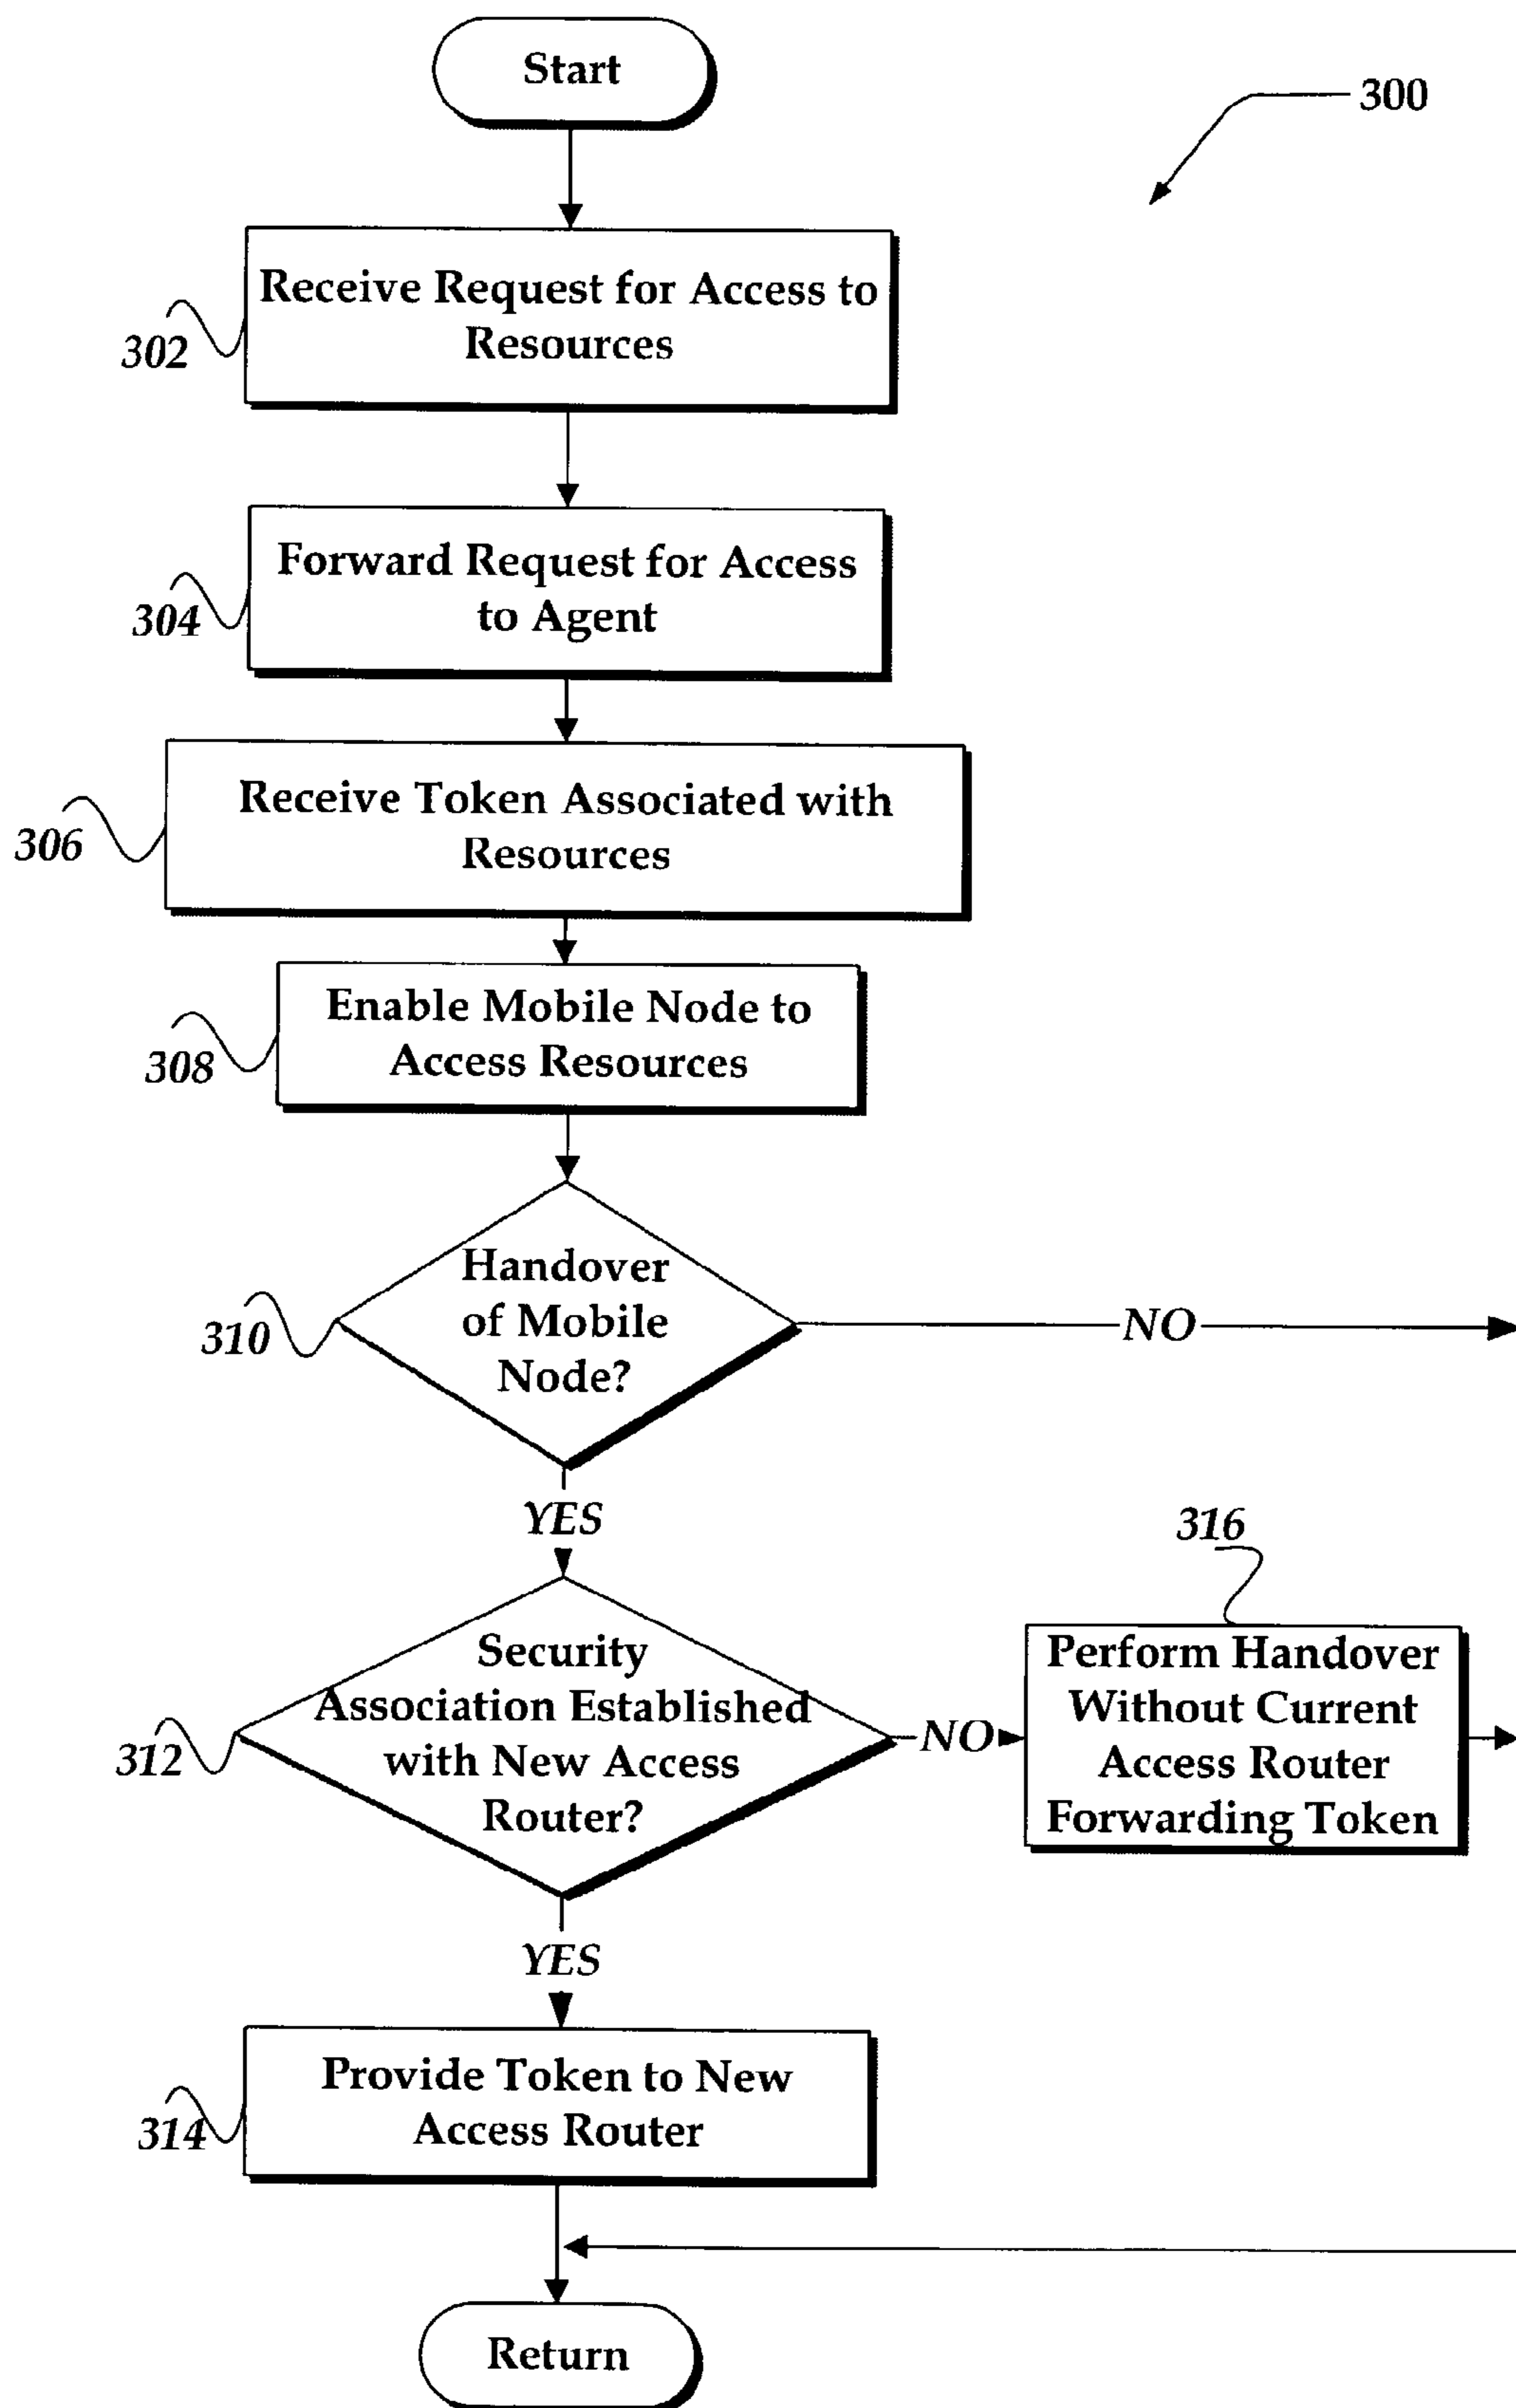 Start
300
Receive Request for Access to
Resources
302
Forward Request for Access
to Agent
304
Receive Token Associated with
Resources
306
Enable Mobile Node to
Access Resources
308
Handover
of Mobile
Node?
310
NO
YES
316
Security
Association Established
with New Access
Router?
312
NO
Perform Handover
Without Current
Access Router
Forwarding Token
YES
Provide Token to New
Access Router
314
Return